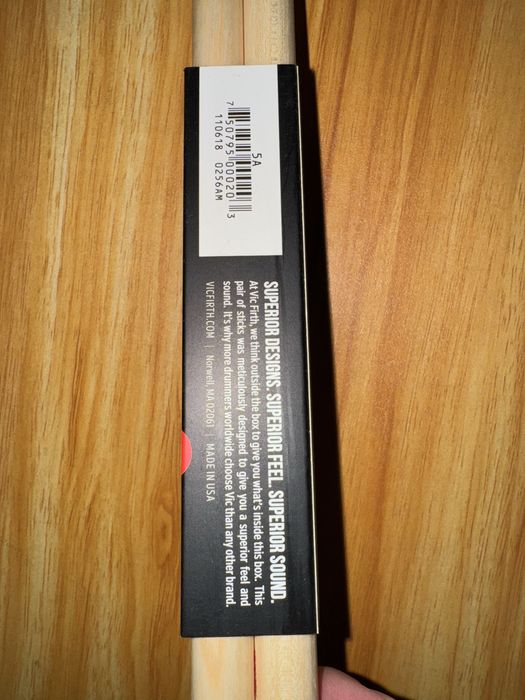 5A
7 50795 00020 3
110618 0256AM
SUPERIOR DESIGNS. SUPERIOR FEEL. SUPERIOR SOUND.
At Vic Firth, we think outside the box to give you what's inside this box. This
pair of sticks was meticulously designed to give you a superior feel and
sound. It's why more drummers worldwide choose Vic than any other brand.
VICFIRTH.COM | Norwell, MA 02061 | MADE IN USA